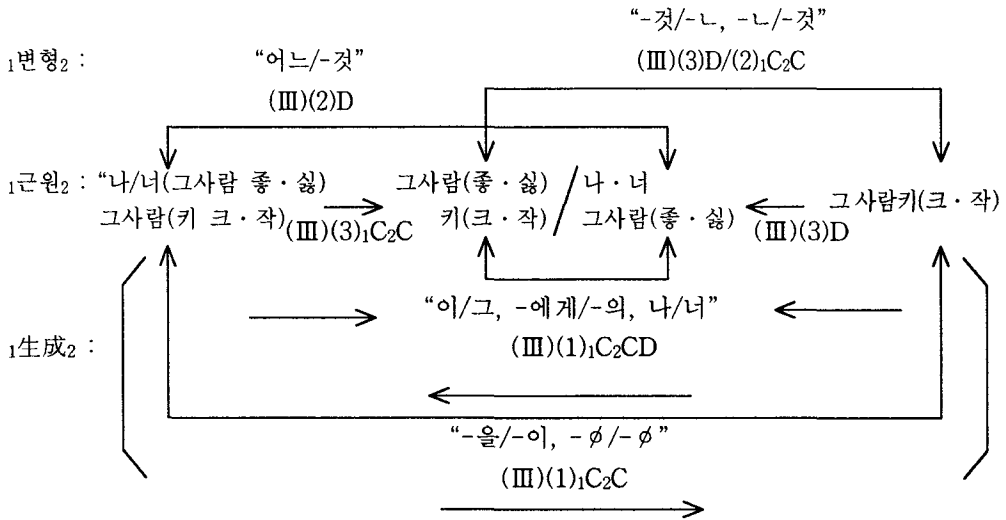 "-것/-ㄴ, -ㄴ/-것"
₁변형₂ : "어느/-것" (Ⅲ)(3)D/(2)₁C₂C
(Ⅲ)(2)D
₁근원₂ : "나/너(그사람 좋·싫) 그사람(좋·싫) / 나·너 그사람키(크·작)
그사람(키 크·작) (Ⅲ)(3)₁C₂C 키(크·작) 그사람(좋·싫) (Ⅲ)(3)D
"이/그, -에게/-의, 나/너"
₁生成₂ : (Ⅲ)(1)₁C₂CD
"-을/-이, -∅/-∅"
(Ⅲ)(1)₁C₂C